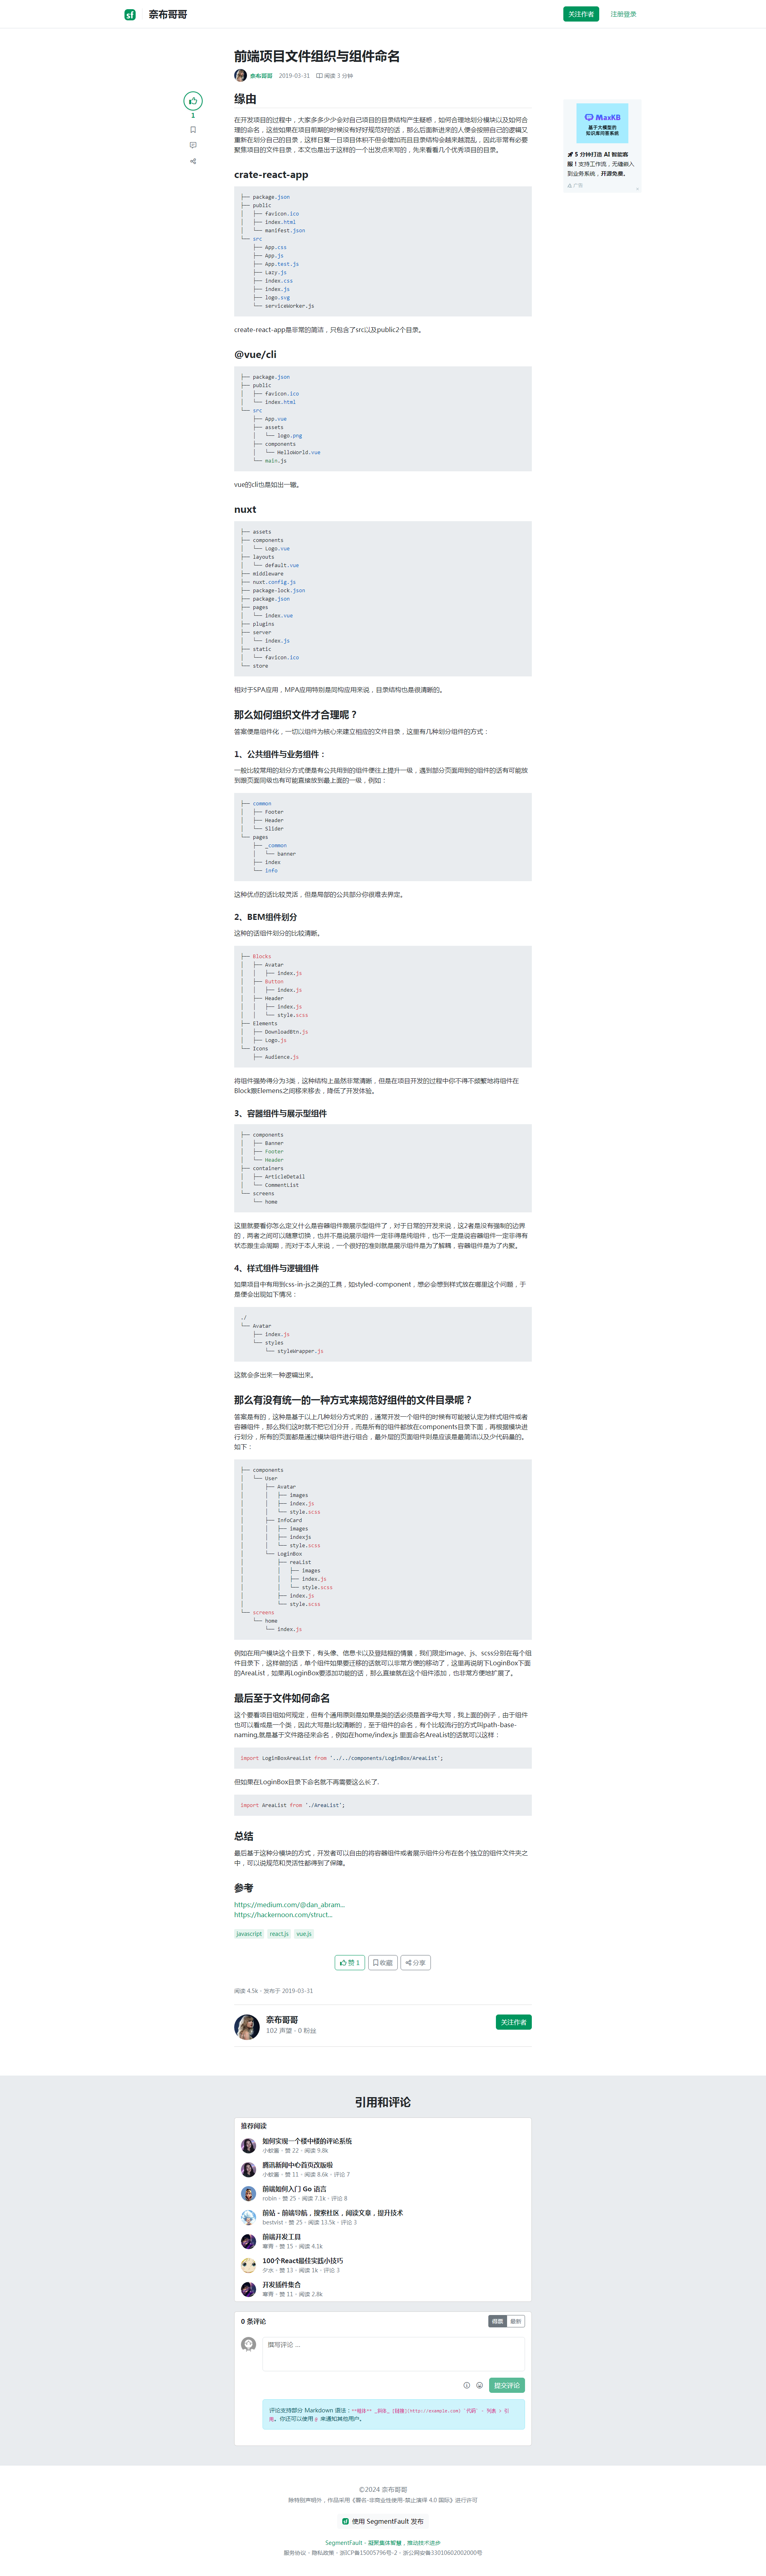 sf 奈布哥哥
关注作者
注册登录
前端项目文件组织与组件命名
奈布哥哥 2019-03-31 阅读 3 分钟
1
缘由
在开发项目的过程中，大家多多少少会对自己项目的目录结构产生疑惑，如何合理地划分模块以及如何合
理的命名，这些如果在项目前期的时候没有好好规范好的话，那么后面新进来的人便会按照自己的逻辑又
重新在划分自己的目录，这样日复一日项目体积不但会增加而且目录结构会越来越混乱，因此非常有必要
聚焦项目的文件目录，本文也是出于这样的一个出发点来写的，先来看看几个优秀项目的目录。
MaxKB
基于大模型的
知识库问答系统
5 分钟打造 AI 智能客
服！支持工作流，无缝嵌入
到业务系统，开源免费。
广告
crate-react-app
├── package.json
├── public
│   ├── favicon.ico
│   ├── index.html
│   └── manifest.json
└── src
    ├── App.css
    ├── App.js
    ├── App.test.js
    ├── Lazy.js
    ├── index.css
    ├── index.js
    ├── logo.svg
    └── serviceWorker.js
create-react-app是非常的简洁，只包含了src以及public2个目录。
@vue/cli
├── package.json
├── public
│   ├── favicon.ico
│   └── index.html
└── src
    ├── App.vue
    ├── assets
    │   └── logo.png
    ├── components
    │   └── HelloWorld.vue
    └── main.js
vue的cli也是如出一辙。
nuxt
├── assets
├── components
│   └── Logo.vue
├── layouts
│   └── default.vue
├── middleware
├── nuxt.config.js
├── package-lock.json
├── package.json
├── pages
│   └── index.vue
├── plugins
├── server
│   └── index.js
├── static
│   └── favicon.ico
└── store
相对于SPA应用，MPA应用特别是同构应用来说，目录结构也是很清晰的。
那么如何组织文件才合理呢？
答案便是组件化，一切以组件为核心来建立相应的文件目录，这里有几种划分组件的方式：
1、公共组件与业务组件：
一般比较常用的划分方式便是有公共用到的组件便往上提升一级，遇到部分页面用到的组件的话有可能放
到跟页面同级也有可能直接放到最上面的一级，例如：
├── common
│   ├── Footer
│   ├── Header
│   └── Slider
└── pages
    ├── _common
    │   └── banner
    ├── index
    └── info
这种优点的话比较灵活，但是局部的公共部分你很难去界定。
2、BEM组件划分
这种的话组件划分的比较清晰。
├── Blocks
│   ├── Avatar
│   │   ├── index.js
│   ├── Button
│   │   ├── index.js
│   ├── Header
│   │   ├── index.js
│   │   └── style.scss
├── Elements
│   ├── DownloadBtn.js
│   ├── Logo.js
└── Icons
    ├── Audience.js
将组件强势得分为3类，这种结构上虽然非常清晰，但是在项目开发的过程中你不得不频繁地将组件在
Block跟Elemens之间移来移去，降低了开发体验。
3、容器组件与展示型组件
├── components
│   ├── Banner
│   ├── Footer
│   └── Header
├── containers
│   ├── ArticleDetail
│   └── CommentList
└── screens
    └── home
这里就要看你怎么定义什么是容器组件跟展示型组件了，对于日常的开发来说，这2者是没有强制的边界
的，两者之间可以随意切换，也并不是说展示组件一定非得是纯组件，也不一定是说容器组件一定非得有
状态跟生命周期，而对于本人来说，一个很好的准则就是展示组件是为了解耦，容器组件是为了内聚。
4、样式组件与逻辑组件
如果项目中有用到css-in-js之类的工具，如styled-component，想必会想到样式放在哪里这个问题，于
是便会出现如下情况：
./
└── Avatar
    ├── index.js
    └── styles
        └── styleWrapper.js
这就会多出来一种逻辑出来。
那么有没有统一的一种方式来规范好组件的文件目录呢？
答案是有的，这种是基于以上几种划分方式来的，通常开发一个组件的时候有可能被认定为样式组件或者
容器组件，那么我们这时就不把它们分开，而是所有的组件都放在components目录下面，再根据模块进
行划分，所有的页面都是通过模块组件进行组合，最外层的页面组件则是应该是最简洁以及少代码量的。
如下：
├── components
│   └── User
│       ├── Avatar
│       │   ├── images
│       │   ├── index.js
│       │   └── style.scss
│       ├── InfoCard
│       │   ├── images
│       │   ├── indexjs
│       │   └── style.scss
│       └── LoginBox
│           ├── reaList
│           │   ├── images
│           │   ├── index.js
│           │   └── style.scss
│           ├── index.js
│           └── style.scss
└── screens
    └── home
        └── index.js
例如在用户模块这个目录下，有头像、信息卡以及登陆框的情景，我们限定image、js、scss分别在每个组
件目录下，这样做的话，单个组件如果要迁移的话就可以非常方便的移动了，这里再说明下LoginBox下面
的AreaList，如果再LoginBox要添加功能的话，那么直接就在这个组件添加，也非常方便地扩展了。
最后至于文件如何命名
这个要看项目组如何规定，但有个通用原则是如果是类的话必须是首字母大写，我上面的例子，由于组件
也可以看成是一个类，因此大写是比较清晰的，至于组件的命名，有个比较流行的方式叫path-base-
naming,就是基于文件路径来命名，例如在home/index.js 里面命名AreaList的话就可以这样：
import LoginBoxAreaList from '../../components/LoginBox/AreaList';
但如果在LoginBox目录下命名就不再需要这么长了.
import AreaList from './AreaList';
总结
最后基于这种分模块的方式，开发者可以自由的将容器组件或者展示组件分布在各个独立的组件文件夹之
中，可以说规范和灵活性都得到了保障。
参考
https://medium.com/@dan_abram...
https://hackernoon.com/struct...
javascript react.js vue.js
赞 1 收藏 分享
阅读 4.5k · 发布于 2019-03-31
奈布哥哥
102 声望 · 0 粉丝
关注作者
引用和评论
推荐阅读
如何实现一个楼中楼的评论系统
赞 22 · 阅读 9.8k
腾讯新闻中心首页改版啦
赞 11 · 阅读 8.6k · 评论 7
前端如何入门 Go 语言
robin · 赞 25 · 阅读 7.1k · 评论 8
前站 - 前端导航，搜索社区，阅读文章，提升技术
bestvist · 赞 25 · 阅读 13.5k · 评论 3
前端开发工具
寒青 · 赞 15 · 阅读 4.1k
100个React最佳实践小技巧
夕水 · 赞 13 · 阅读 1k · 评论 3
开发插件集合
寒青 · 赞 11 · 阅读 2.8k
0 条评论
得票 最新
撰写评论 ...
提交评论
评论支持部分 Markdown 语法：**粗体** _斜体_ [链接](http://example.com) `代码` - 列表 > 引
用。你还可以使用 @ 来通知其他用户。
©2024 奈布哥哥
除特别声明外，作品采用《署名-非商业性使用-禁止演绎 4.0 国际》进行许可
使用 SegmentFault 发布
SegmentFault - 凝聚集体智慧，推动技术进步
服务协议 · 隐私政策 · 浙ICP备15005796号-2 · 浙公网安备33010602002000号